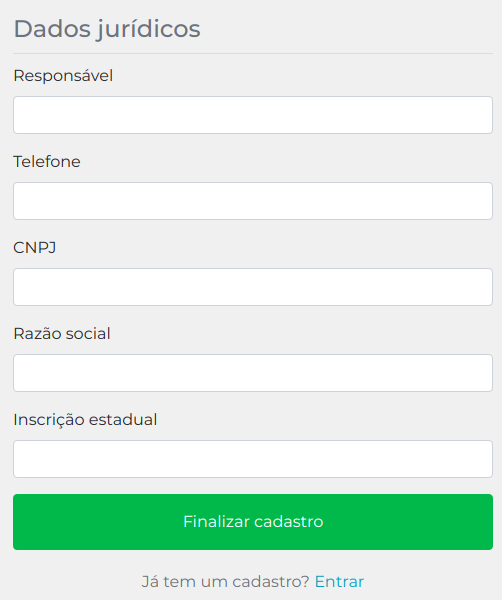 Dados jurídicos
Responsável
Telefone
CNPJ
Razão social
Inscrição estadual
Finalizar cadastro
Já tem um cadastro? Entrar